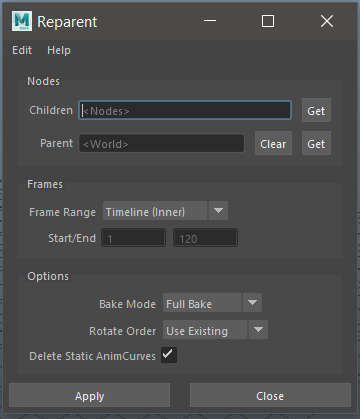 M Reparent
Edit Help
Nodes
Children <Nodes> Get
Parent <World> Clear Get
Frames
Frame Range Timeline (Inner)
Start/End 1 120
Options
Bake Mode Full Bake
Rotate Order Use Existing
Delete Static AnimCurves
Apply Close